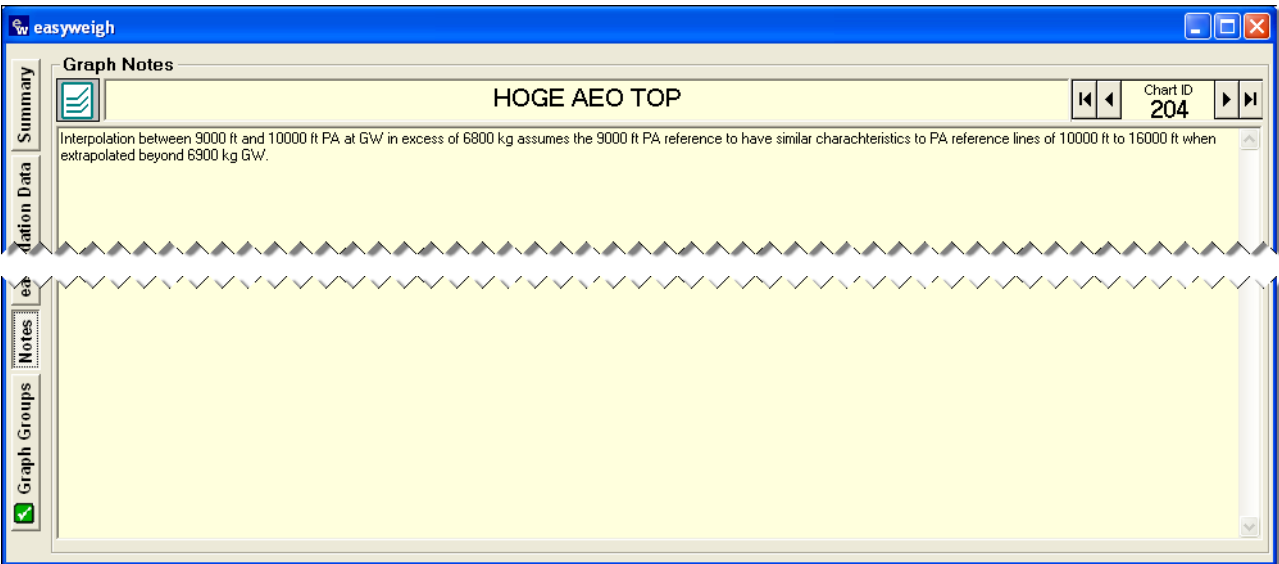 easyweigh
Graph Notes
HOGE AEO TOP
Chart ID
204
Interpolation between 9000 ft and 10000 ft PA at GW in excess of 6800 kg assumes the 9000 ft PA reference to have similar charachteristics to PA reference lines of 10000 ft to 16000 ft when
extrapolated beyond 6900 kg GW.
Summary
Data
Notes
Graph Groups